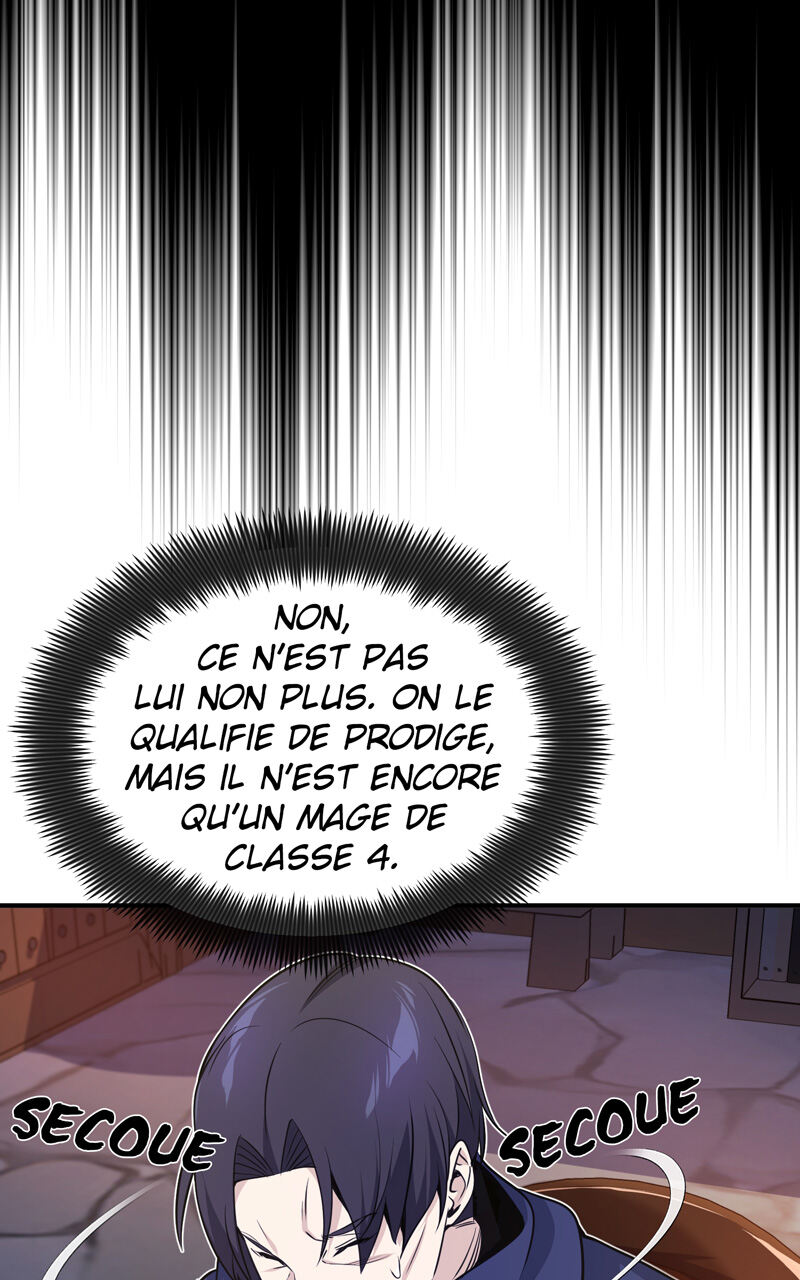 NON,
CE N'EST PAS
LUI NON PLUS. ON LE
QUALIFIE DE PRODIGE,
MAIS IL N'EST ENCORE
QU'UN MAGE DE
CLASSE 4.
SECOUE
SECOUE